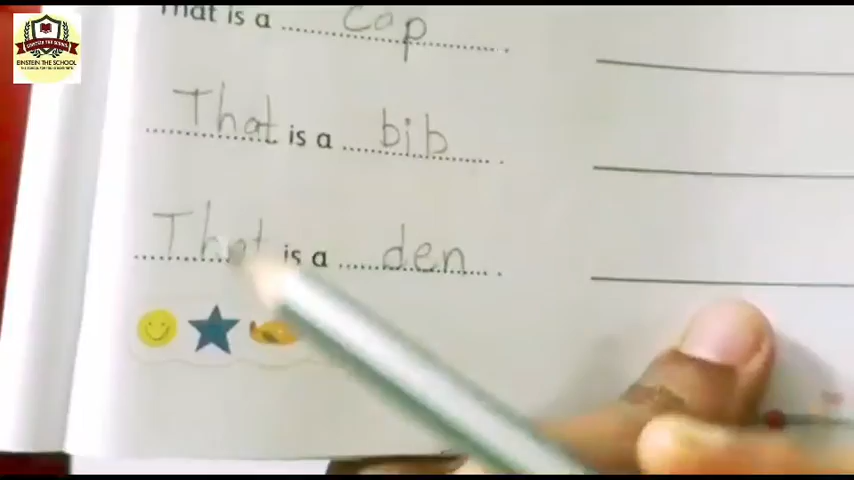 EINSTEIN THE SCHOOL
That is a cap.
That is a bib.
That is a den.